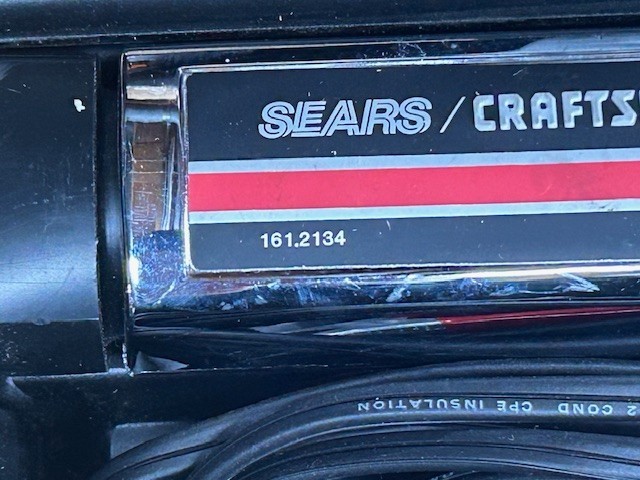 SEARS / CRAFTS
161.2134
2 COND CPE INSULATION